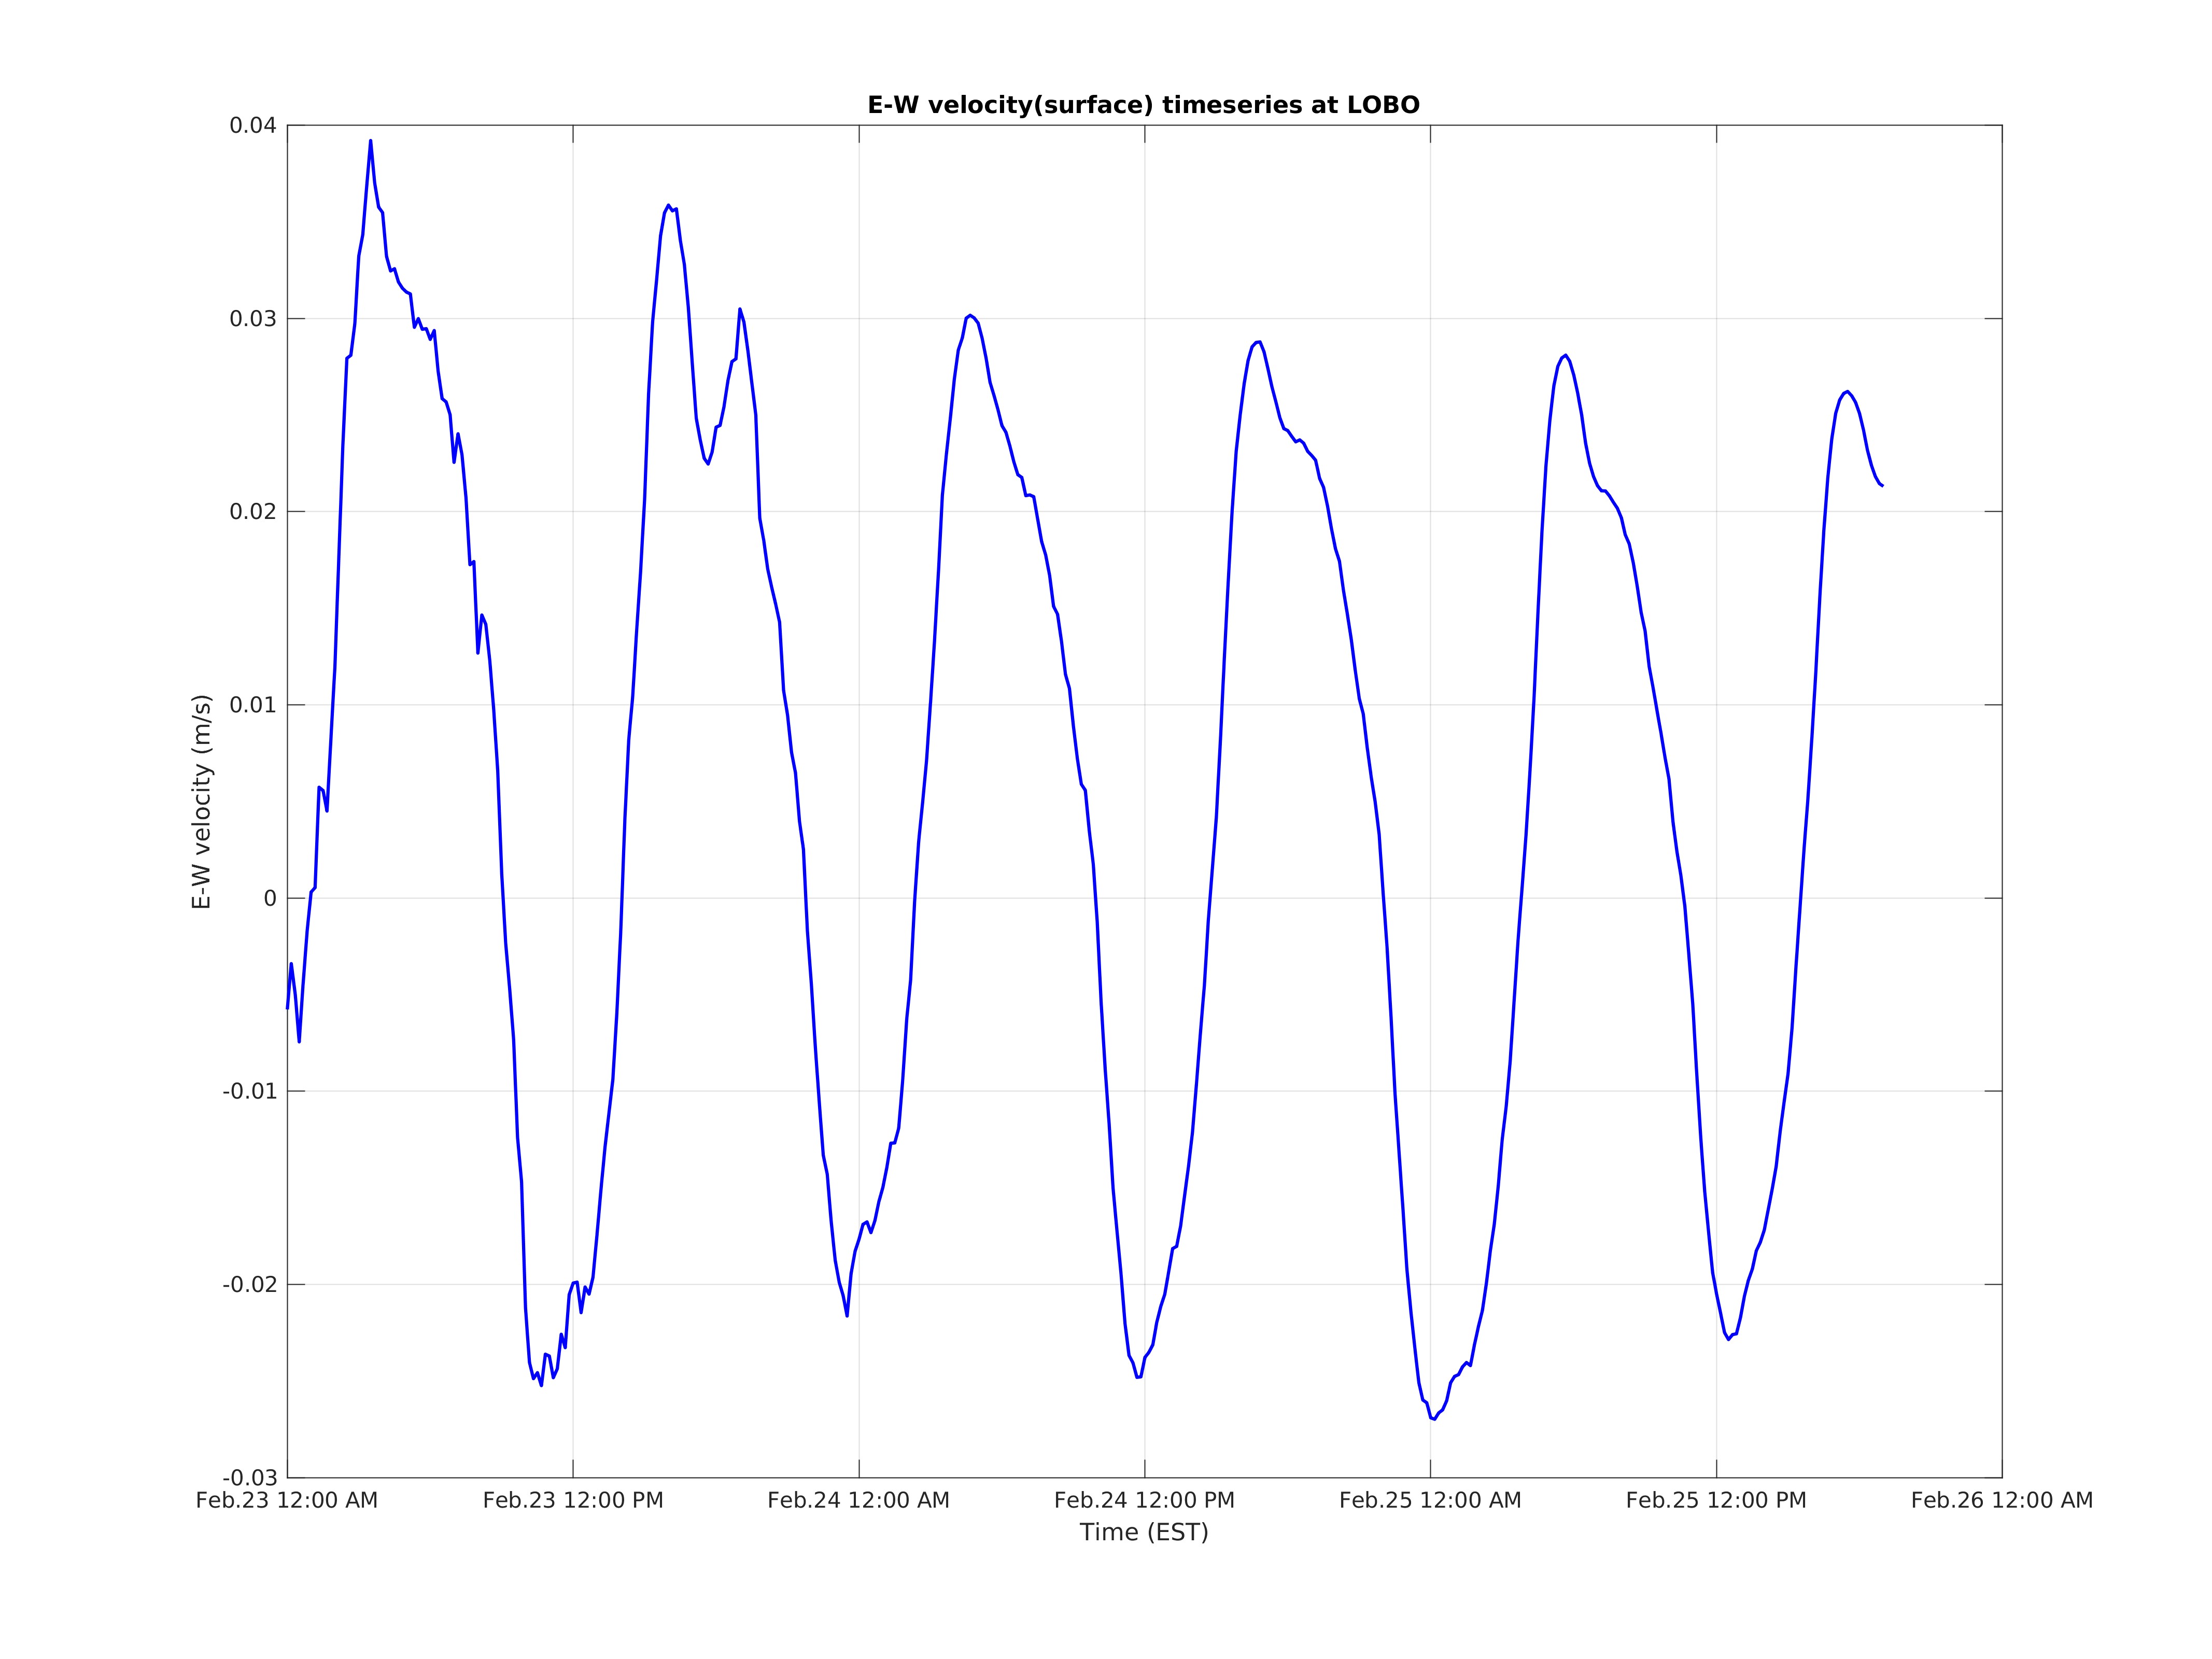 E-W velocity(surface) timeseries at LOBO
0.04
0.03
0.02
0.01
0
-0.01
-0.02
-0.03
E-W velocity (m/s)
Feb.23 12:00 AM
Feb.23 12:00 PM
Feb.24 12:00 AM
Feb.24 12:00 PM
Feb.25 12:00 AM
Feb.25 12:00 PM
Feb.26 12:00 AM
Time (EST)